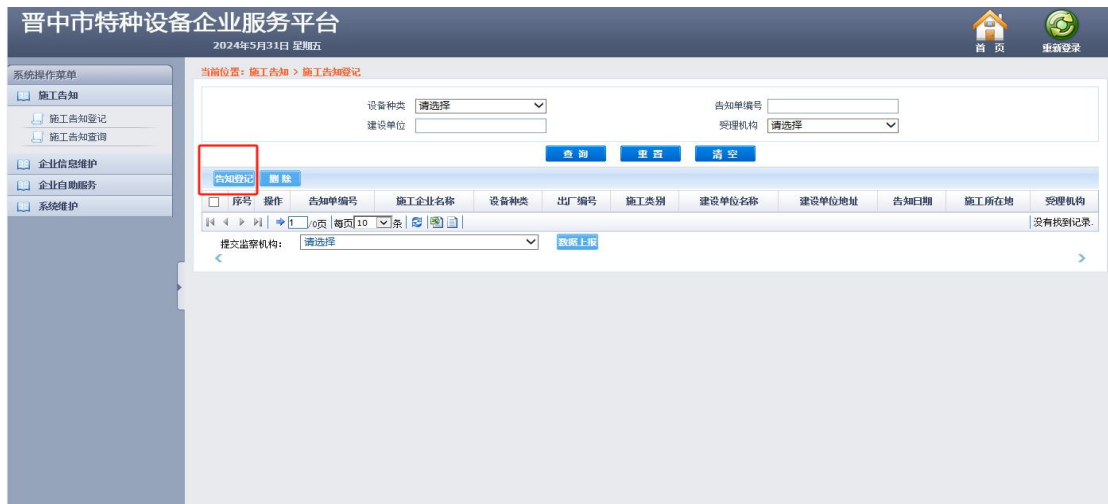 晋中市特种设备企业服务平台
2024年5月31日 星期五
首 页 重新登录
系统操作菜单
施工告知
施工告知登记
施工告知查询
企业信息维护
企业自助服务
系统维护
当前位置：施工告知 > 施工告知登记
设备种类 请选择 告知单编号
建设单位 受理机构 请选择
查 询 重 置 清 空
告知登记 删 除
序号 操作 告知单编号 施工企业名称 设备种类 出厂编号 施工类别 建设单位名称 建设单位地址 告知日期 施工所在地 受理机构
1 /0页 每页 10 条 没有找到记录.
提交监察机构： 请选择 数据上报